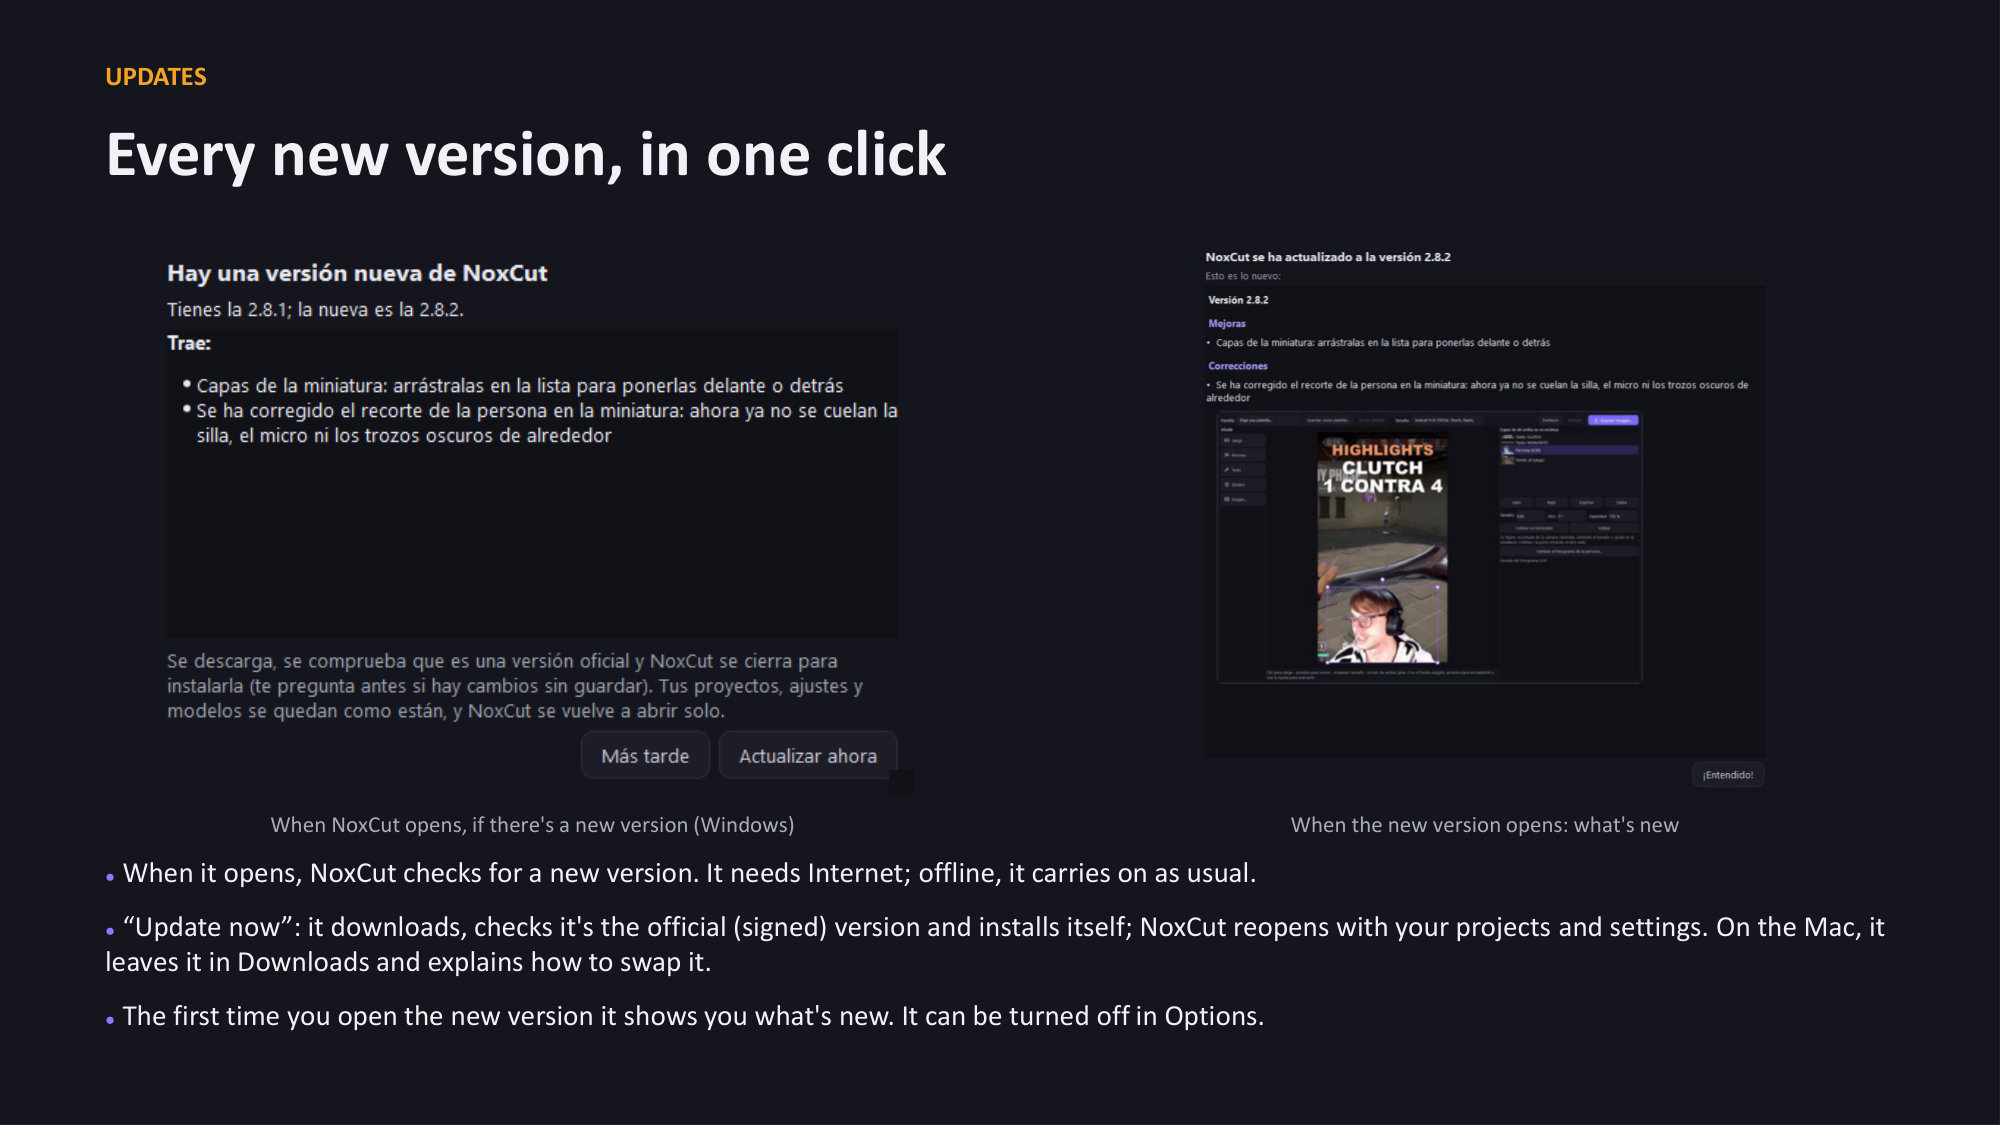 UPDATES
Every new version, in one click
Hay una versión nueva de NoxCut
Tienes la 2.8.1; la nueva es la 2.8.2.
Trae:
• Capas de la miniatura: arrástralas en la lista para ponerlas delante o detrás
• Se ha corregido el recorte de la persona en la miniatura: ahora ya no se cuelan la
silla, el micro ni los trozos oscuros de alrededor
Se descarga, se comprueba que es una versión oficial y NoxCut se cierra para
instalarla (te pregunta antes si hay cambios sin guardar). Tus proyectos, ajustes y
modelos se quedan como están, y NoxCut se vuelve a abrir solo.
Más tarde
Actualizar ahora
When NoxCut opens, if there's a new version (Windows)
NoxCut se ha actualizado a la versión 2.8.2
Esto es lo nuevo:
Versión 2.8.2
Mejoras
• Capas de la miniatura: arrástralas en la lista para ponerlas delante o detrás
Correcciones
• Se ha corregido el recorte de la persona en la miniatura: ahora ya no se cuelan la silla, el micro ni los trozos oscuros de
alrededor
HIGHLIGHTS
CLUTCH
1 CONTRA 4
¡Entendido!
When the new version opens: what's new
• When it opens, NoxCut checks for a new version. It needs Internet; offline, it carries on as usual.
• “Update now”: it downloads, checks it's the official (signed) version and installs itself; NoxCut reopens with your projects and settings. On the Mac, it
leaves it in Downloads and explains how to swap it.
• The first time you open the new version it shows you what's new. It can be turned off in Options.